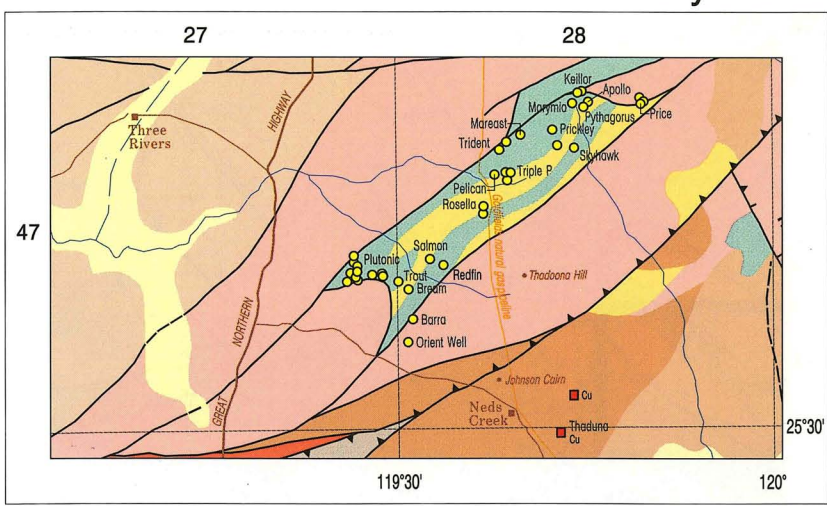 27
28
47
HIGHWAY
Keillor
Apollo
Marymia
Pythagorus
Price
Mareast
Prickley
Trident
Skyhawk
Three
Rivers
Triple P
Pelican
Rosella
Goldfields natural gas pipeline
Salmon
Plutonic
Redfin
Trout
Bream
Thadoona Hill
NORTHERN
Barra
Orient Well
Johnson Cairn
Cu
GREAT
Neds
Creek
Thaduna
Cu
25°30'
119°30'
120°